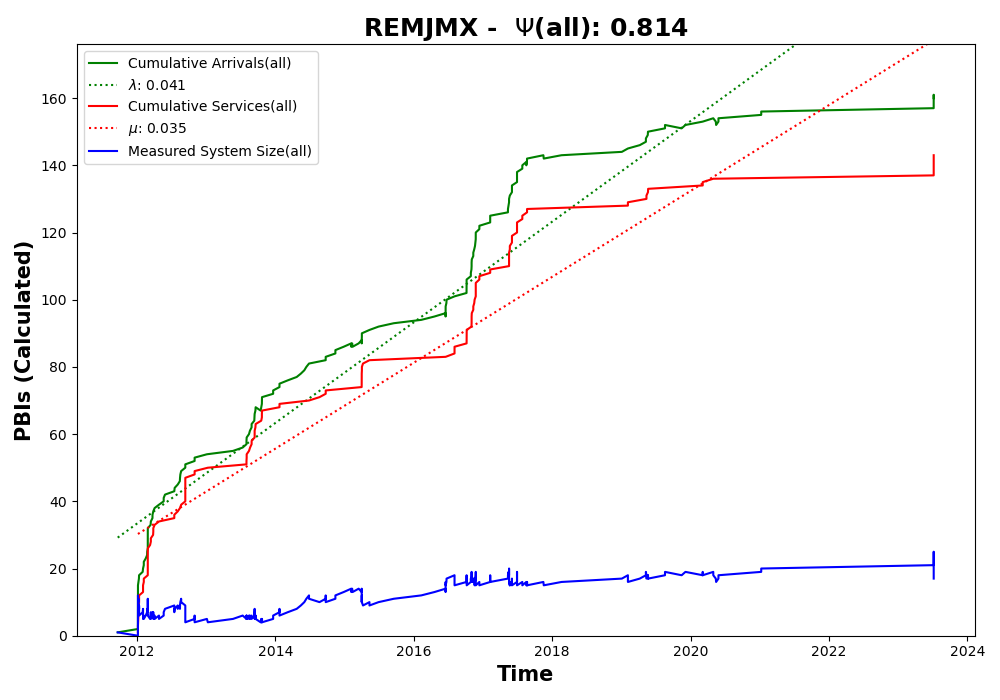 REMJMX - Ψ(all): 0.814
Cumulative Arrivals(all)
λ: 0.041
Cumulative Services(all)
μ: 0.035
Measured System Size(all)
PBIs (Calculated)
160
140
120
100
80
60
40
20
0
2012 2014 2016 2018 2020 2022 2024
Time